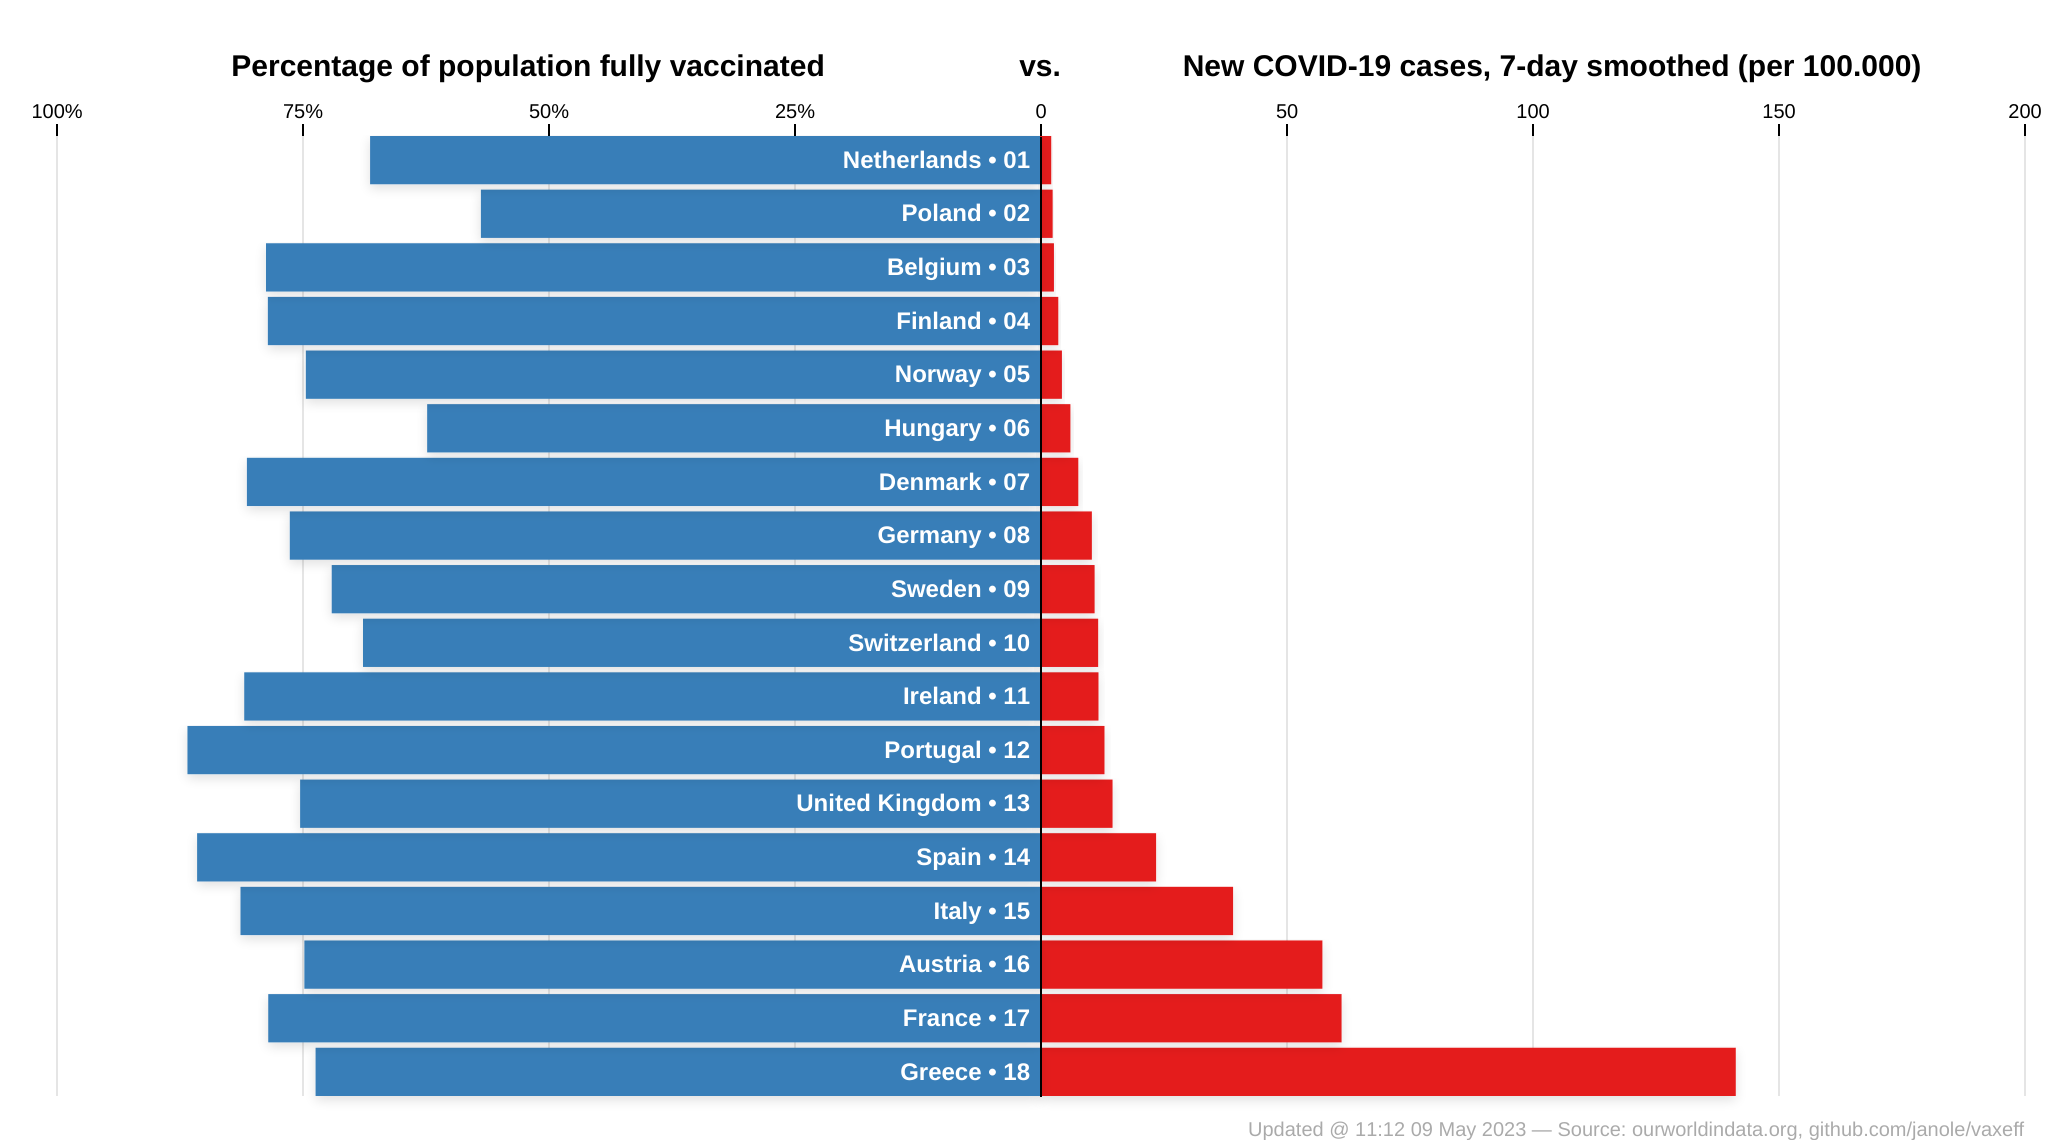 Percentage of population fully vaccinated vs. New COVID-19 cases, 7-day smoothed (per 100.000)
100% 75% 50% 25% 0 50 100 150 200
Netherlands • 01
Poland • 02
Belgium • 03
Finland • 04
Norway • 05
Hungary • 06
Denmark • 07
Germany • 08
Sweden • 09
Switzerland • 10
Ireland • 11
Portugal • 12
United Kingdom • 13
Spain • 14
Italy • 15
Austria • 16
France • 17
Greece • 18
Updated @ 11:12 09 May 2023 — Source: ourworldindata.org, github.com/janole/vaxeff